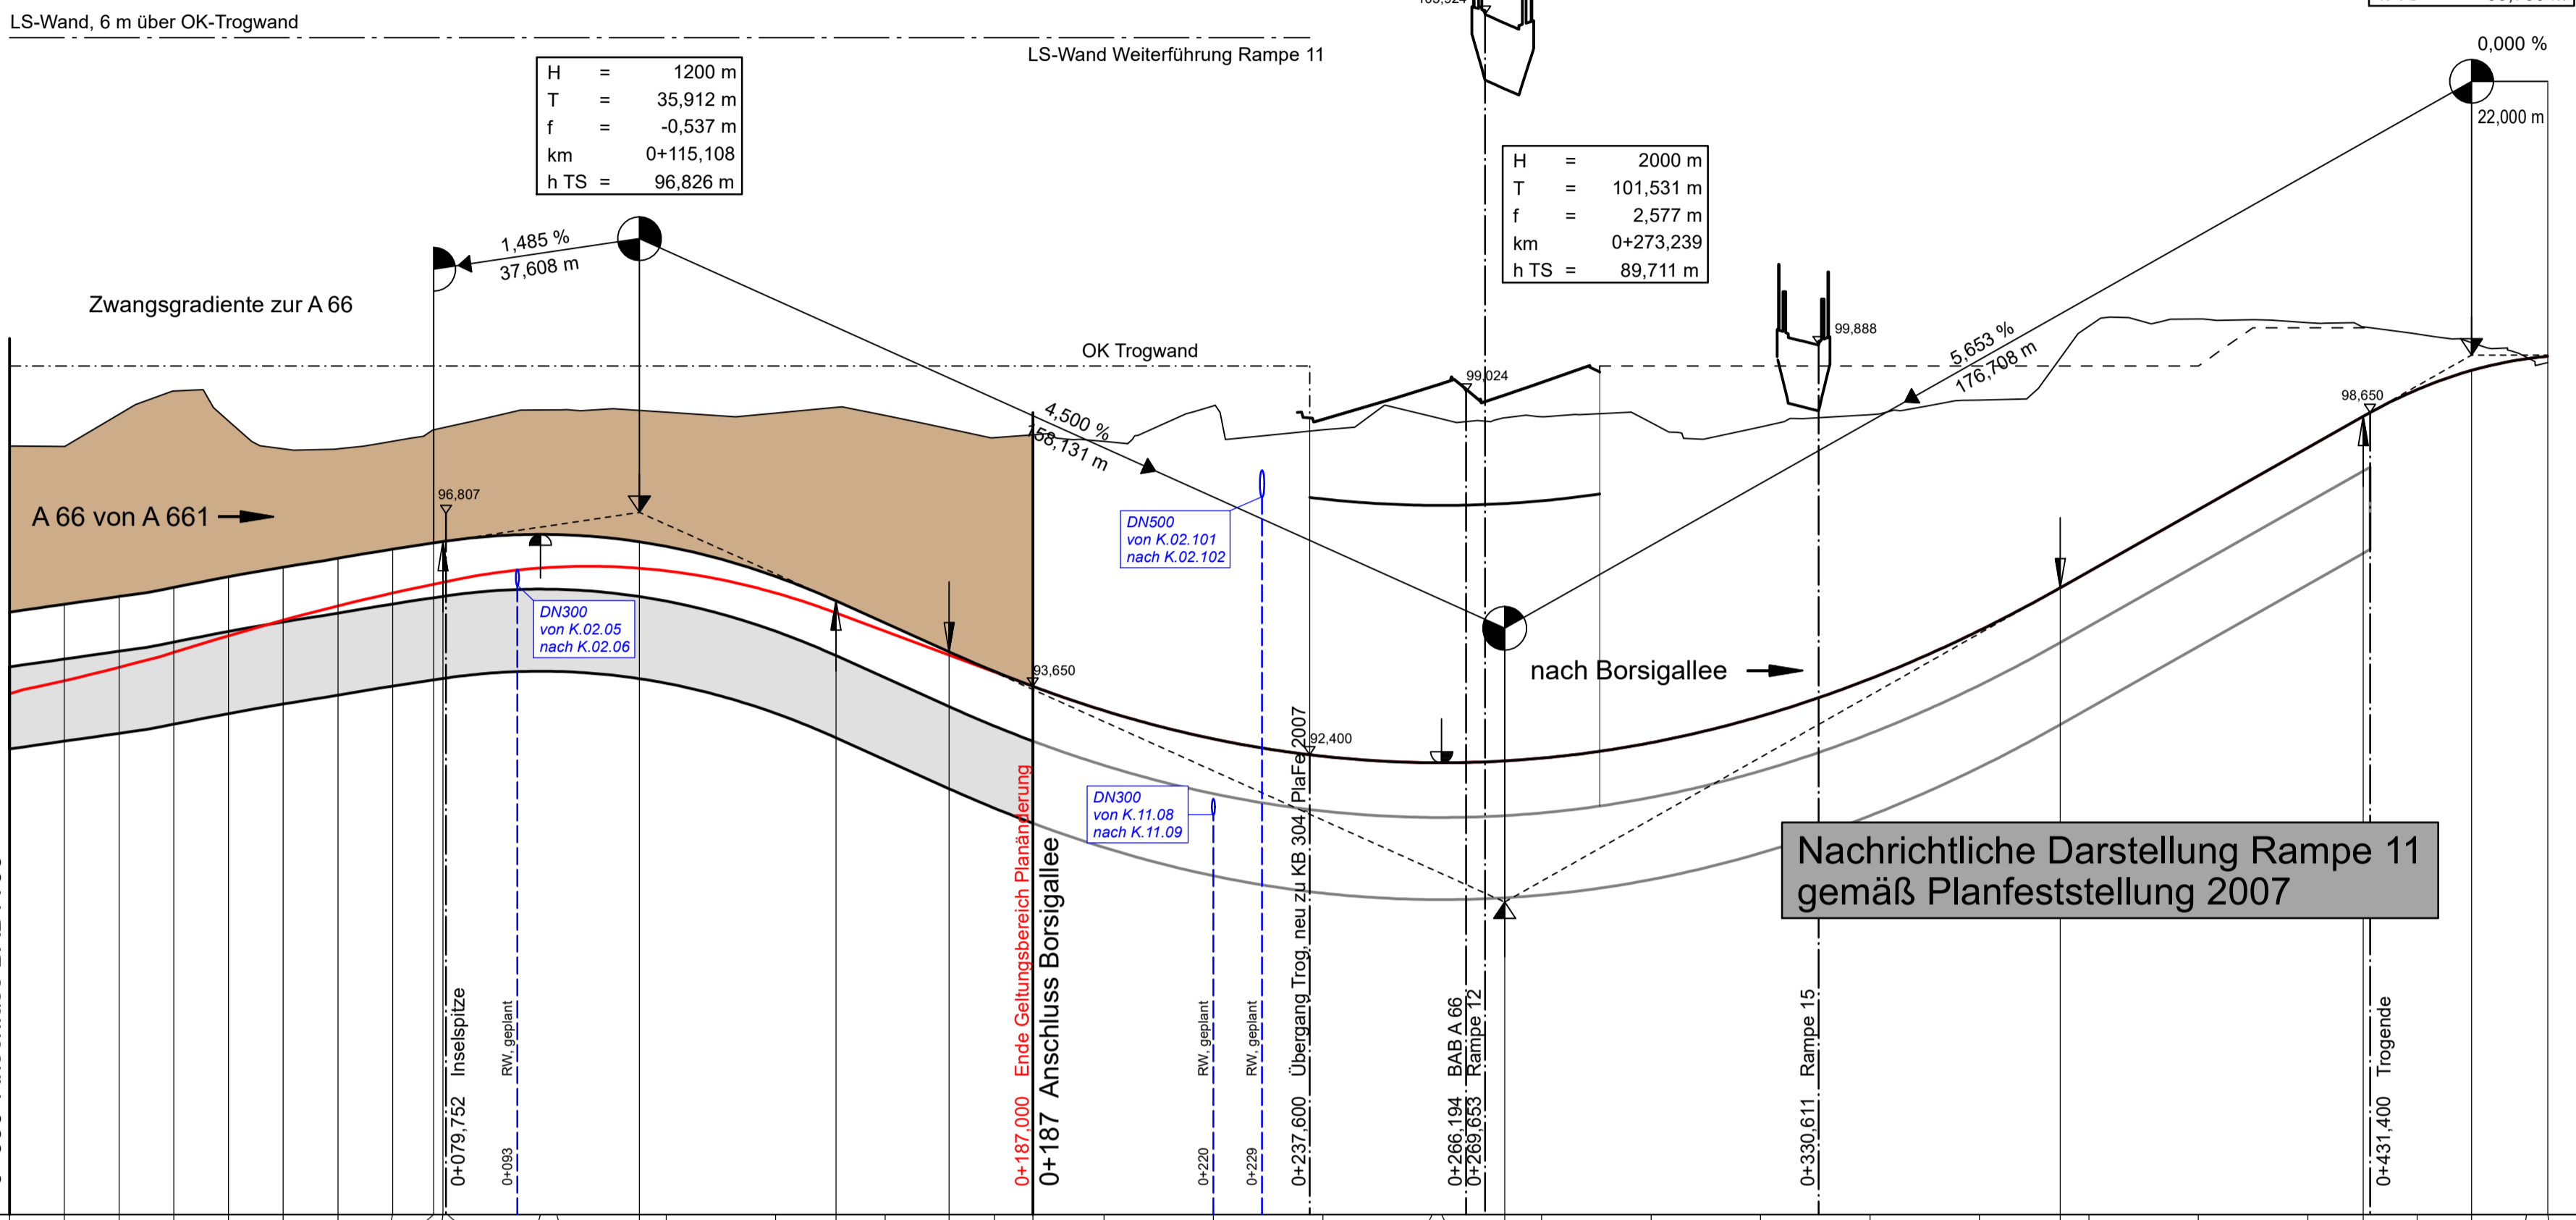 LS-Wand, 6 m über OK-Trogwand
LS-Wand Weiterführung Rampe 11
H = 1200 m
T = 35,912 m
f = -0,537 m
km 0+115,108
h TS = 96,826 m
H = 2000 m
T = 101,531 m
f = 2,577 m
km 0+273,239
h TS = 89,711 m
0,000 %
22,000 m
1,485 %
37,608 m
Zwangsgradiente zur A 66
OK Trogwand
4,500 %
158,131 m
5,653 %
176,708 m
99,024
99,888
98,650
96,807
A 66 von A 661
DN500
von K.02.101
nach K.02.102
DN300
von K.02.05
nach K.02.06
93,650
nach Borsigallee
92,400
DN300
von K.11.08
nach K.11.09
Nachrichtliche Darstellung Rampe 11
gemäß Planfeststellung 2007
0+079,752 Inselspitze
0+093 RW, geplant
0+187,000 Ende Geltungsbereich Planänderung
0+187 Anschluss Borsigallee
0+220 RW, geplant
0+229 RW, geplant
0+237,600 Übergang Trog, neu zu KB 304, PlaFe 2007
0+266,194 BAB A 66
0+269,653 Rampe 12
0+330,611 Rampe 15
0+431,400 Trogende